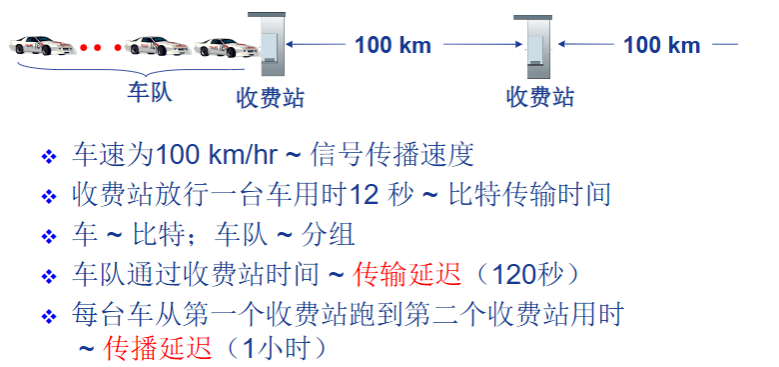 100 km
100 km
车队
收费站
收费站
车速为100 km/hr ~ 信号传播速度
收费站放行一台车用时12 秒 ~ 比特传输时间
车 ~ 比特；车队 ~ 分组
车队通过收费站时间 ~ 传输延迟（120秒）
每台车从第一个收费站跑到第二个收费站用时
~ 传播延迟（1小时）